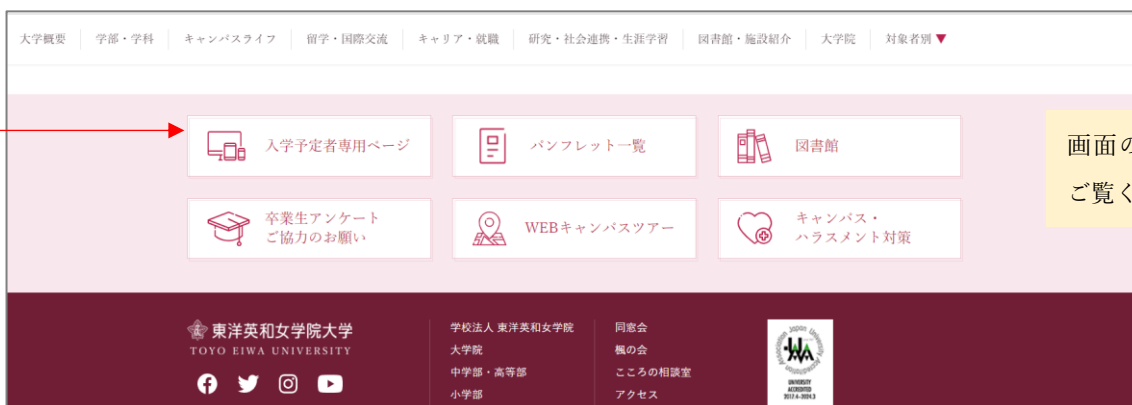 大学概要 学部・学科 キャンパスライフ 留学・国際交流 キャリア・就職 研究・社会連携・生涯学習 図書館・施設紹介 大学院 対象者別▼
入学予定者専用ページ
パンフレット一覧
図書館
画面の
ご覧く
卒業生アンケート
ご協力のお願い
WEBキャンパスツアー
キャンパス・
ハラスメント対策
東洋英和女学院大学
TOYO EIWA UNIVERSITY
学校法人 東洋英和女学院
大学院
中学部・高等部
小学部
同窓会
楓の会
こころの相談室
アクセス
UNIVERSITY
ACCREDITED
2017.4-2024.3